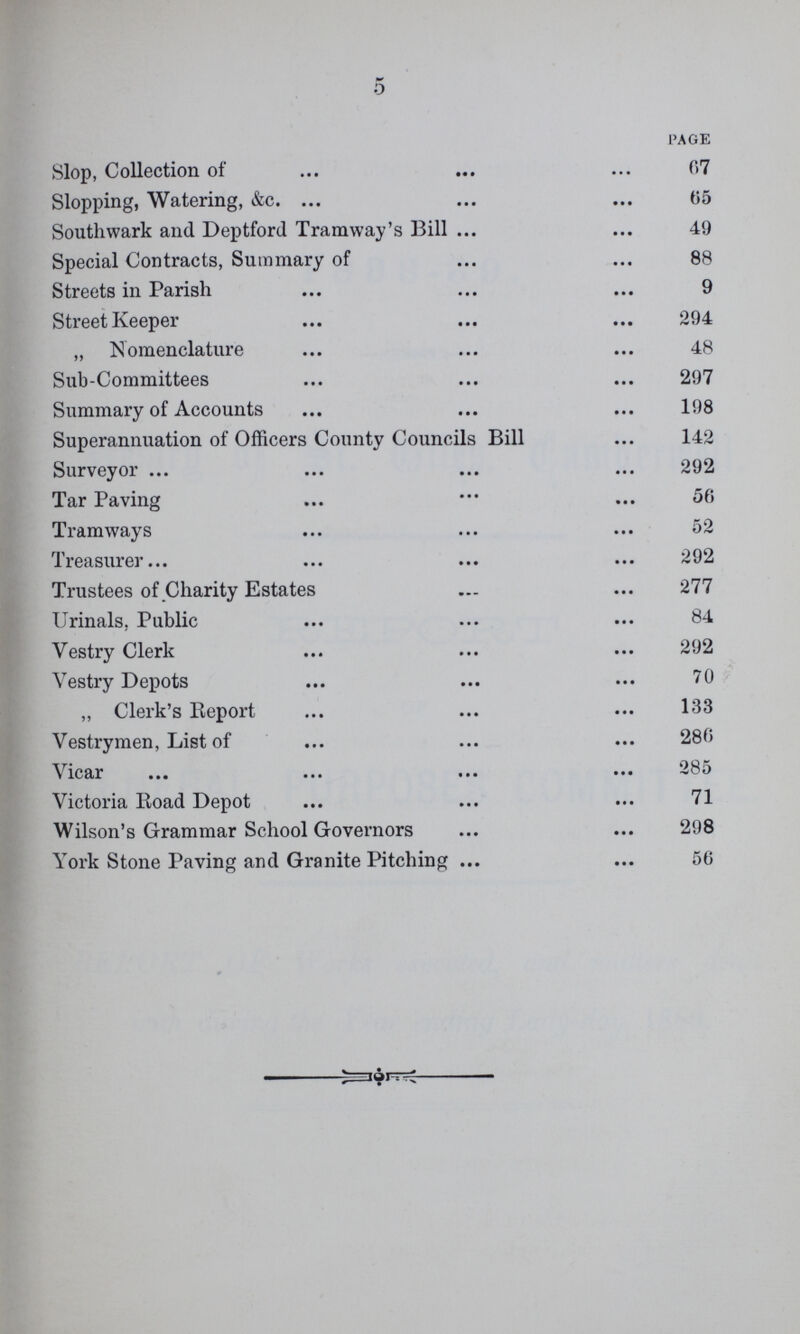 5
PAGE
Slop, Collection of ... ... ... 67
Slopping, Watering, &c. ... ... ... 65
Southwark and Deptford Tramway's Bill ... ... 49
Special Contracts, Summary of ... ... 88
Streets in Parish ... ... ... 9
Street Keeper ... ... ... 294
„ Nomenclature ... ... ... 48
Sub-Committees ... ... ... 297
Summary of Accounts ... ... ... 198
Superannuation of Officers County Councils Bill ... 142
Surveyor ... ... ... ... 292
Tar Paving ... ... ... 56
Tramways ... ... ... 52
Treasurer ... ... ... ... 292
Trustees of Charity Estates ... ... 277
Urinals, Public ... ... ... 84
Vestry Clerk ... ... ... 292
Vestry Depots ... ... ... 70
„ Clerk's Report ... ... ... 133
Vestrymen, List of ... ... ... 286
Vicar ... ... ... ... 285
Victoria Road Depot ... ... ... 71
Wilson's Grammar School Governors ... ... 298
York Stone Paving and Granite Pitching ... ... 56